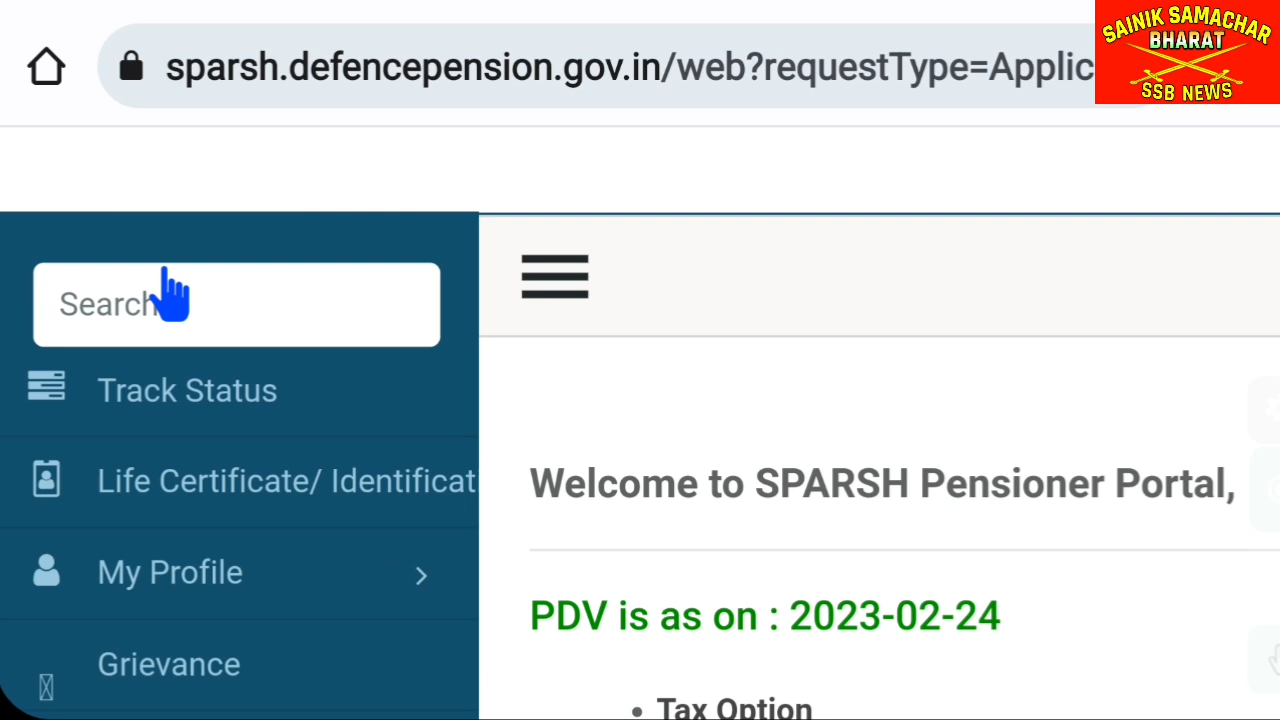 sparsh.defencepension.gov.in/web?requestType=Applic
SAINIK SAMACHAR
BHARAT
SSB NEWS
Search
Track Status
Life Certificate/ Identificati
My Profile
Grievance
Welcome to SPARSH Pensioner Portal,
PDV is as on : 2023-02-24
• Tax Option